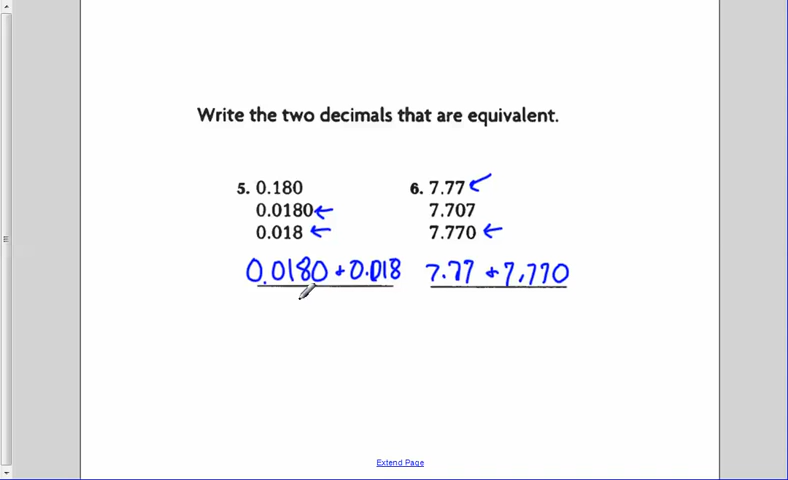 Write the two decimals that are equivalent.
5. 0.180 6. 7.77
0.0180 7.707
0.018 7.770
0.0180 + 0.018 7.77 + 7.770
Extend Page